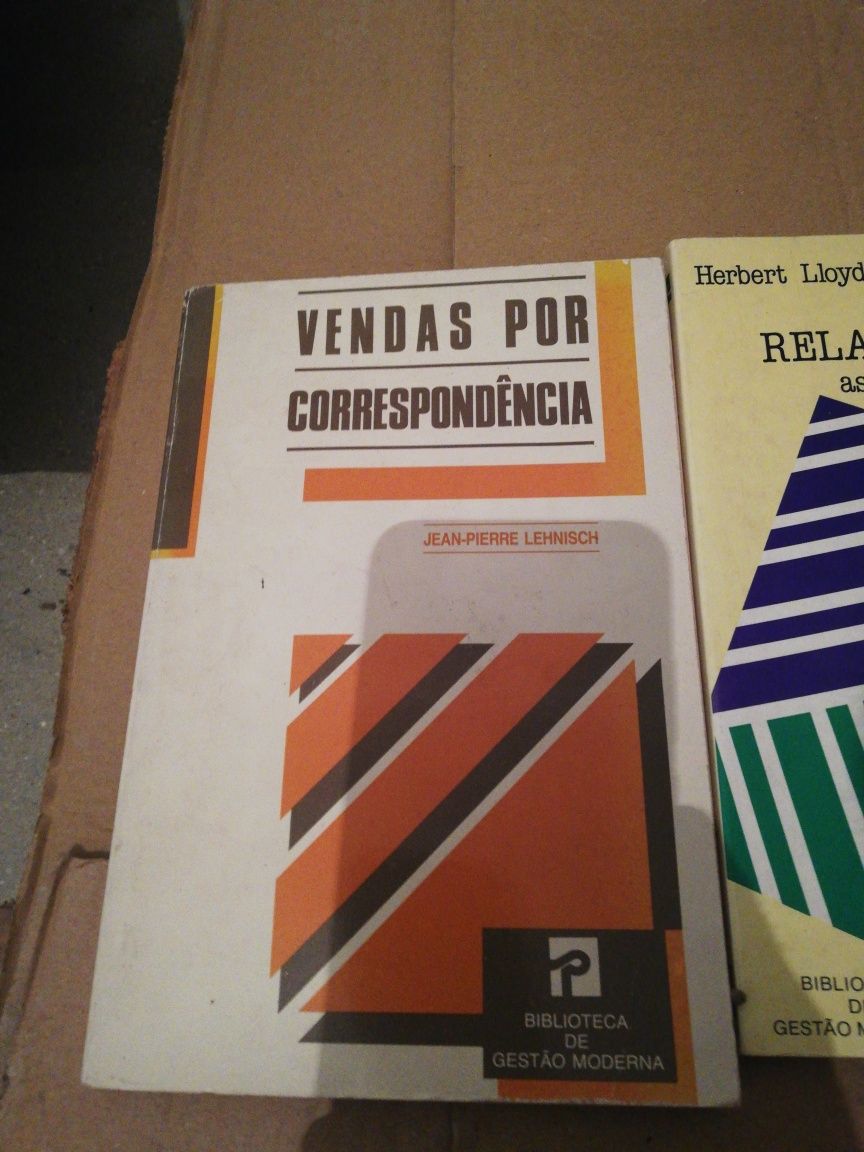 VENDAS POR
CORRESPONDÊNCIA
JEAN-PIERRE LEHNISCH
BIBLIOTECA
DE
GESTÃO MODERNA
Herbert Lloyd
RELA
as
BIBLIO
D
GESTÃO M